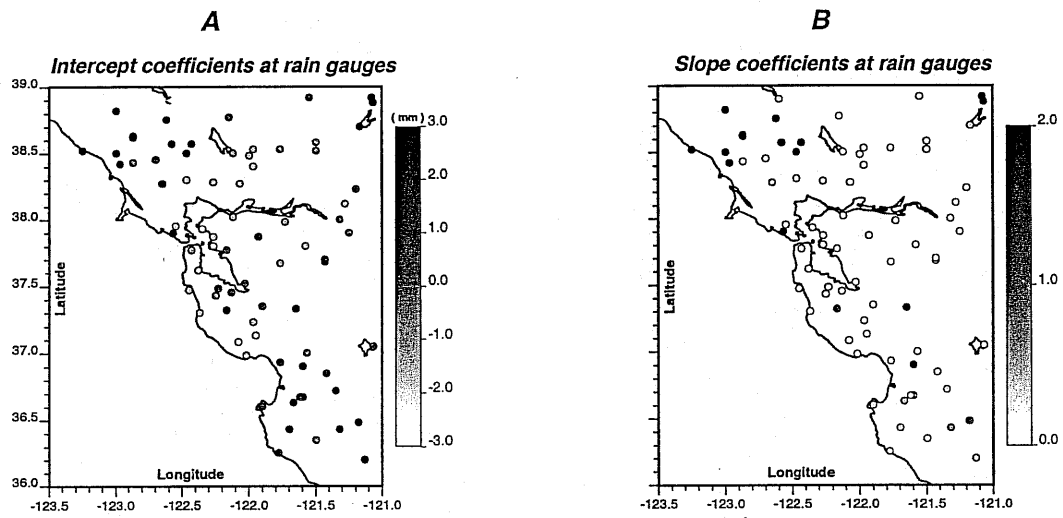 A
Intercept coefficients at rain gauges
39.0
38.5
38.0
37.5
37.0
36.5
36.0
Latitude
Longitude
-123.5 -123.0 -122.5 -122.0 -121.5 -121.0
(mm)
3.0
2.0
1.0
0.0
-1.0
-2.0
-3.0
B
Slope coefficients at rain gauges
Latitude
Longitude
-123.5 -123.0 -122.5 -122.0 -121.5 -121.0
2.0
1.0
0.0